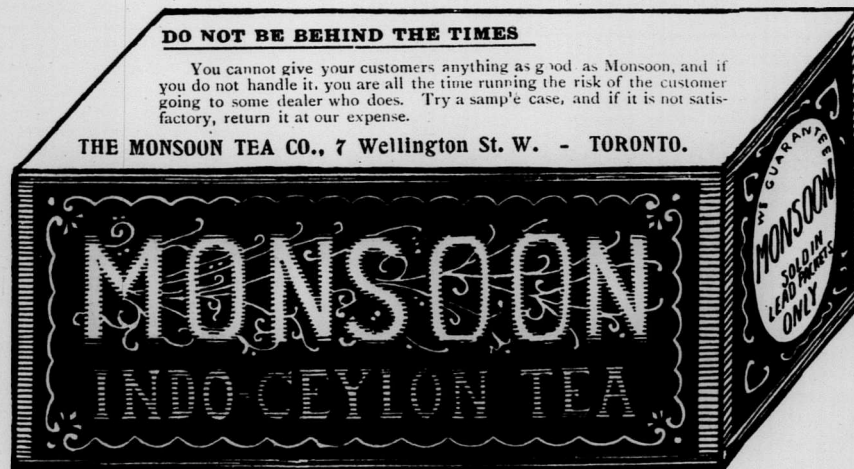 DO NOT BE BEHIND THE TIMES
You cannot give your customers anything as good as Monsoon, and if
you do not handle it, you are all the time running the risk of the customer
going to some dealer who does. Try a samp'e case, and if it is not satis-
factory, return it at our expense.
THE MONSOON TEA CO., 7 Wellington St. W. - TORONTO.
MONSOON
INDO-CEYLON TEA
WE GUARANTEE
MONSOON
SOLD IN
LEAD PACKETS
ONLY